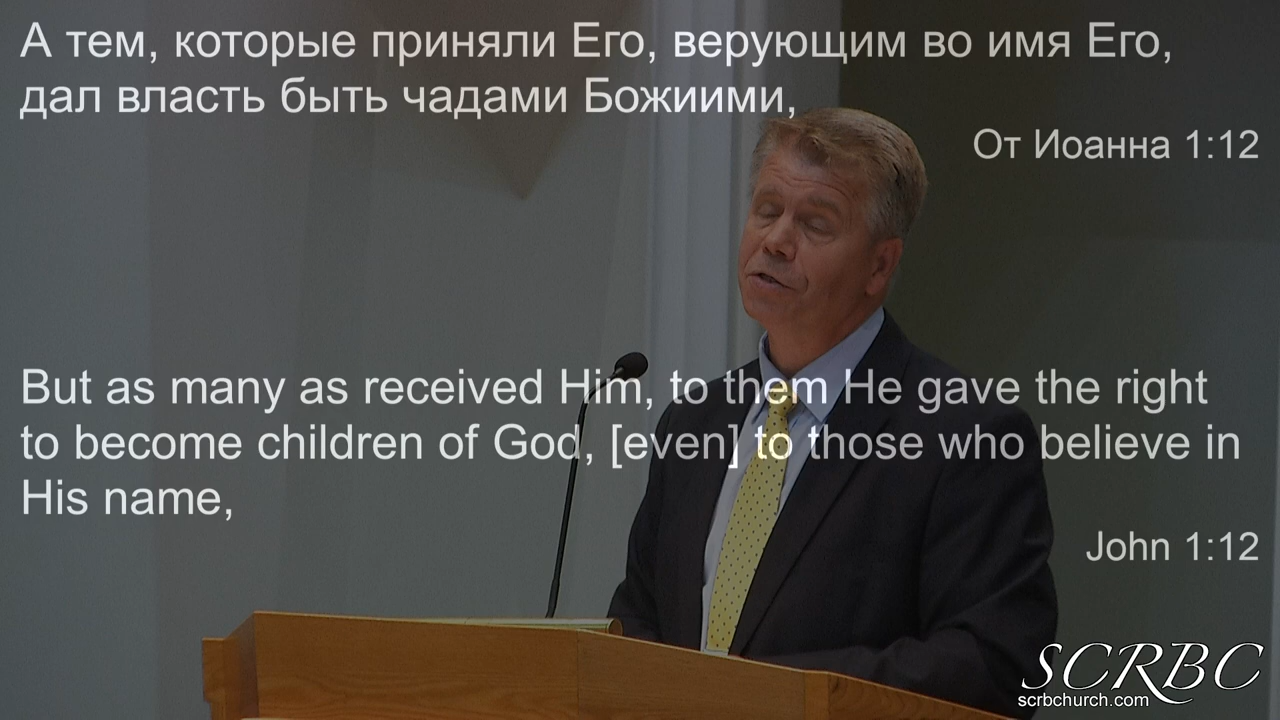 А тем, которые приняли Его, верующим во имя Его,
дал власть быть чадами Божиими,
От Иоанна 1:12
But as many as received Him, to them He gave the right
to become children of God, [even] to those who believe in
His name,
John 1:12
SCRBC
scrbchurch.com